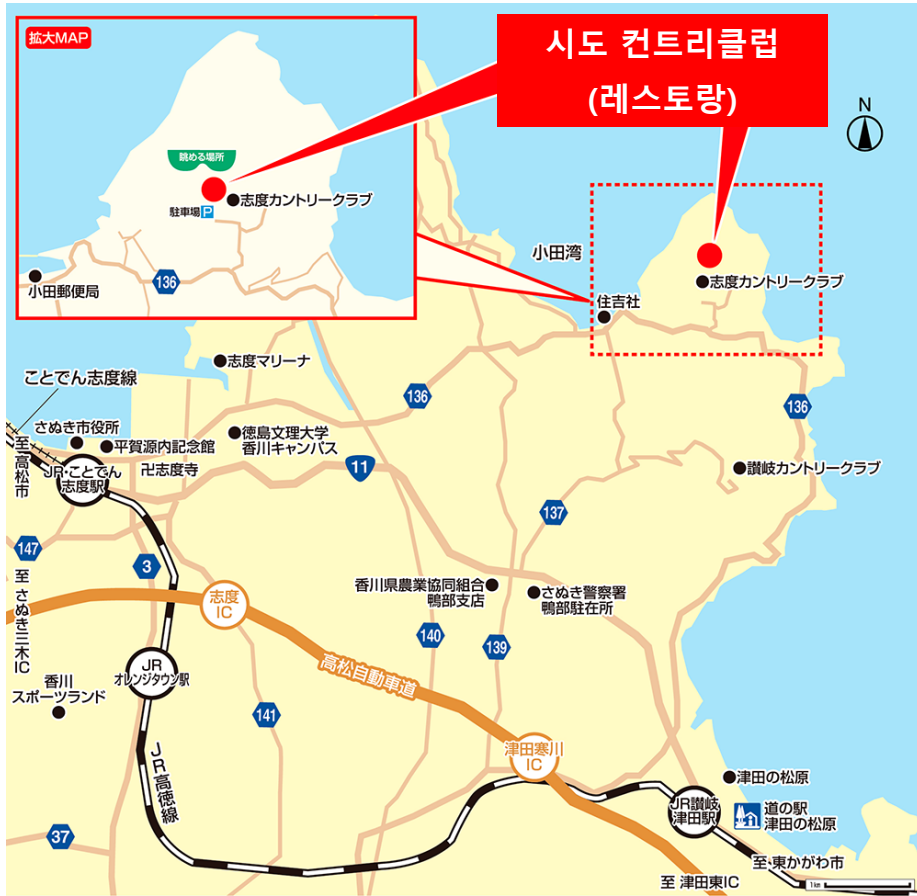 拡大MAP
시도 컨트리클럽
(레스토랑)
N
眺める場所
志度カントリークラブ
駐車場 P
136
小田郵便局
小田湾
志度カントリークラブ
住吉社
志度マリーナ
136
136
ことでん志度線
さぬき市役所
平賀源内記念館
徳島文理大学
香川キャンパス
至高松市
JR・ことでん
志度駅
卍志度寺
11
讃岐カントリークラブ
137
147
3
至 さぬき三木IC
志度
IC
香川県農業協同組合
鴨部支店
さぬき警察署
鴨部駐在所
140
139
高松自動車道
JR
オレンジタウン駅
香川
スポーツランド
141
JR高徳線
津田寒川
IC
津田の松原
JR讃岐
津田駅
道の駅
津田の松原
37
至 東かがわ市
至 津田東IC
1km